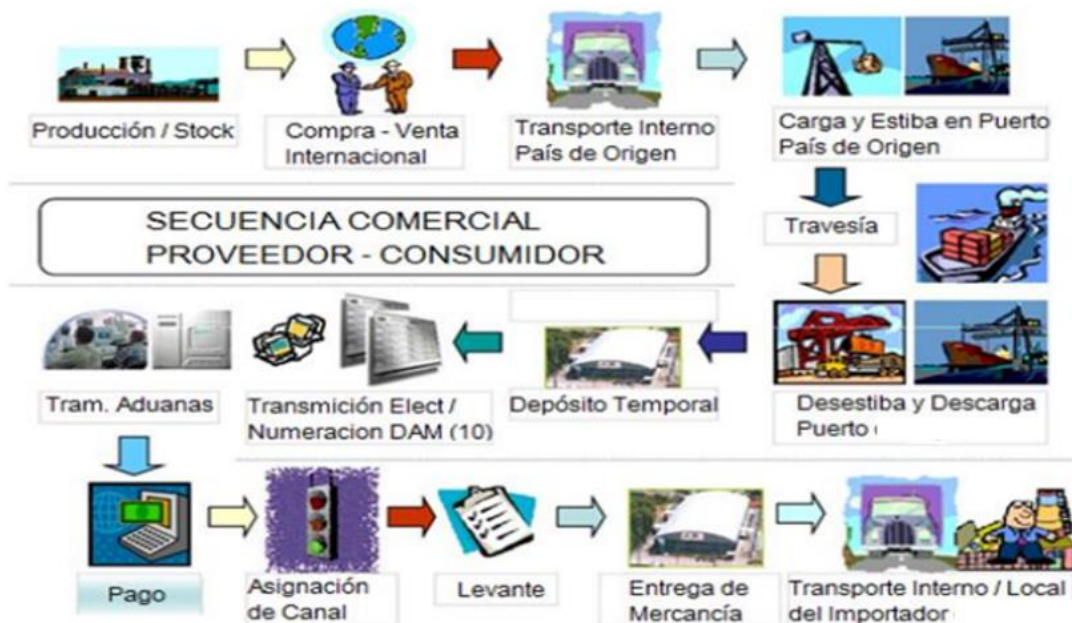 Producción / Stock
Compra - Venta
Internacional
Transporte Interno
País de Origen
Carga y Estiba en Puerto
País de Origen
SECUENCIA COMERCIAL
PROVEEDOR - CONSUMIDOR
Travesía
Desestiba y Descarga
Puerto
Depósito Temporal
Transmición Elect /
Numeracion DAM (10)
Tram. Aduanas
Pago
Asignación
de Canal
Levante
Entrega de
Mercancía
Transporte Interno / Local
del Importador